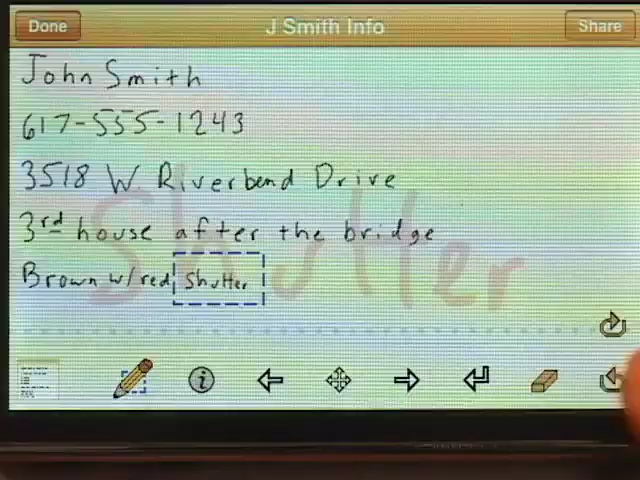 Done J Smith Info Share
John Smith
617-555-1243
3518 W. Riverbend Drive
3rd house after the bridge
Brown w/red Shutter
Shutter